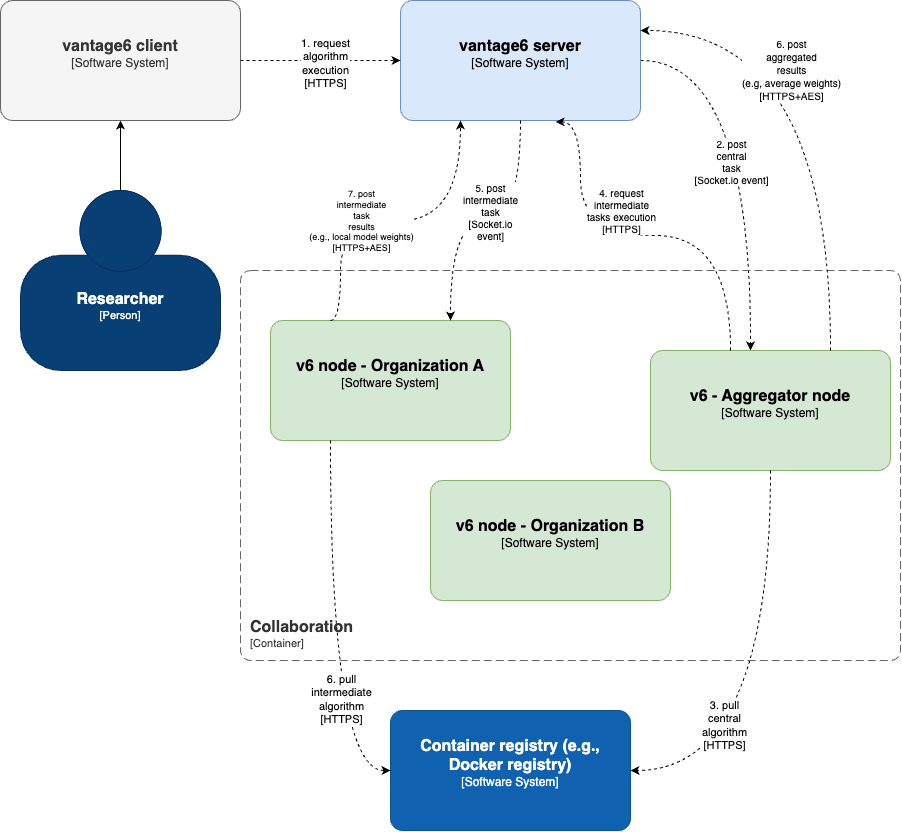 vantage6 client
[Software System]
1. request
algorithm
execution
[HTTPS]
vantage6 server
[Software System]
6. post
aggregated
results
(e.g, average weights)
[HTTPS+AES]
2. post
central
task
[Socket.io event]
7. post
intermediate
task
results
(e.g., local model weights)
[HTTPS+AES]
5. post
intermediate
task
[Socket.io
event]
4. request
intermediate
tasks execution
[HTTPS]
Researcher
[Person]
v6 node - Organization A
[Software System]
v6 - Aggregator node
[Software System]
v6 node - Organization B
[Software System]
Collaboration
[Container]
6. pull
intermediate
algorithm
[HTTPS]
3. pull
central
algorithm
[HTTPS]
Container registry (e.g.,
Docker registry)
[Software System]